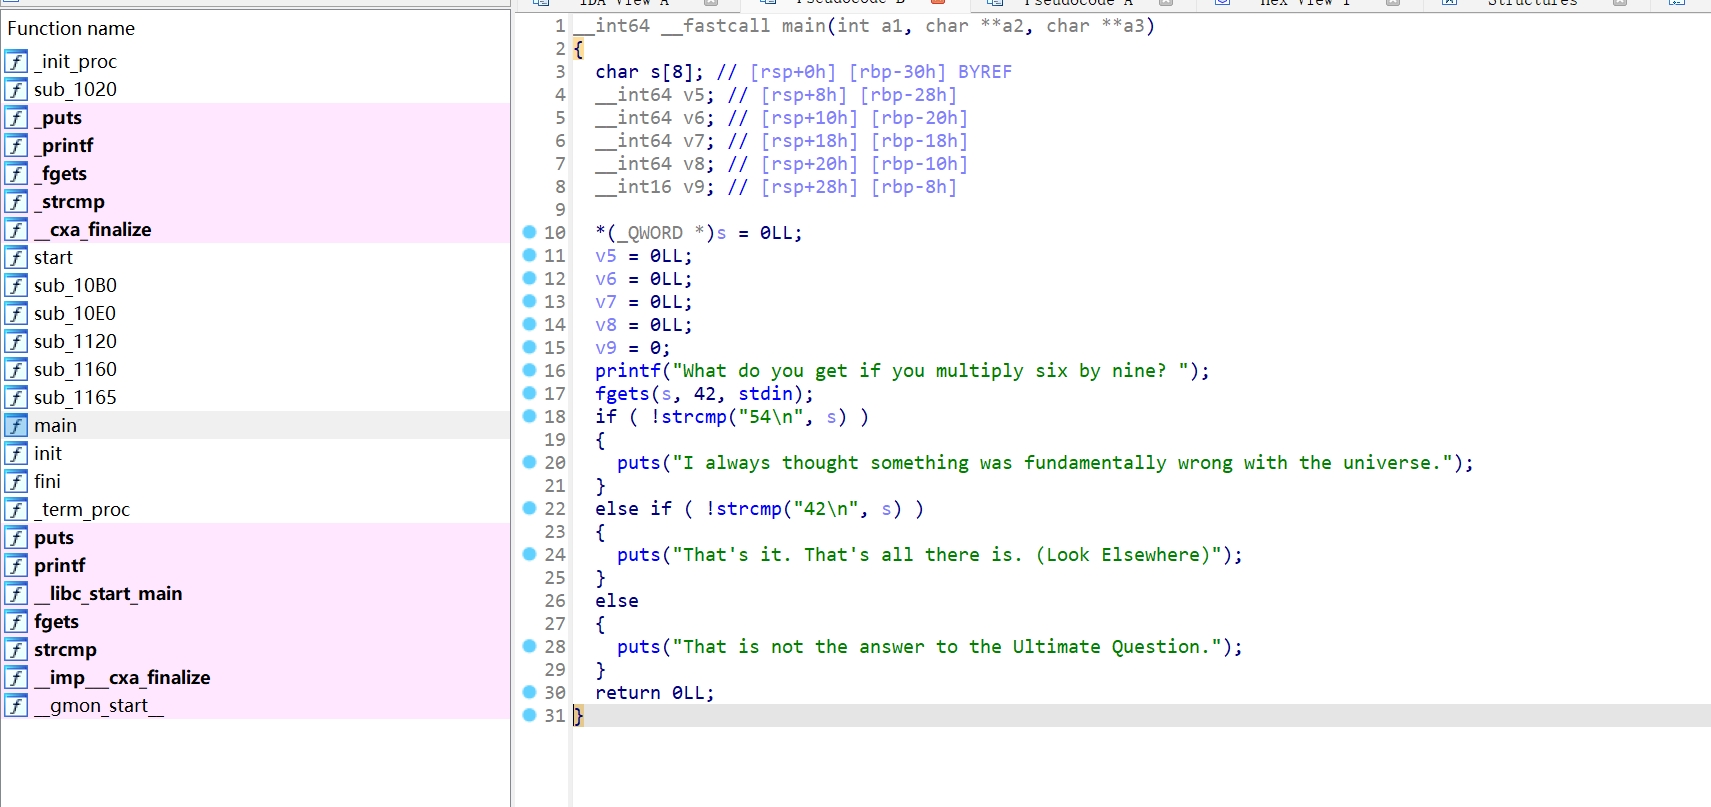 IDA View A
Pseudocode B
Pseudocode A
Hex View 1
Structures
Function name
f _init_proc
f sub_1020
f _puts
f _printf
f _fgets
f _strcmp
f __cxa_finalize
f start
f sub_10B0
f sub_10E0
f sub_1120
f sub_1160
f sub_1165
f main
f init
f fini
f _term_proc
f puts
f printf
f __libc_start_main
f fgets
f strcmp
f __imp___cxa_finalize
f __gmon_start__
1 __int64 __fastcall main(int a1, char **a2, char **a3)
2 {
3 char s[8]; // [rsp+0h] [rbp-30h] BYREF
4 __int64 v5; // [rsp+8h] [rbp-28h]
5 __int64 v6; // [rsp+10h] [rbp-20h]
6 __int64 v7; // [rsp+18h] [rbp-18h]
7 __int64 v8; // [rsp+20h] [rbp-10h]
8 __int16 v9; // [rsp+28h] [rbp-8h]
9
10 *(_QWORD *)s = 0LL;
11 v5 = 0LL;
12 v6 = 0LL;
13 v7 = 0LL;
14 v8 = 0LL;
15 v9 = 0;
16 printf("What do you get if you multiply six by nine? ");
17 fgets(s, 42, stdin);
18 if ( !strcmp("54\n", s) )
19 {
20 puts("I always thought something was fundamentally wrong with the universe.");
21 }
22 else if ( !strcmp("42\n", s) )
23 {
24 puts("That's it. That's all there is. (Look Elsewhere)");
25 }
26 else
27 {
28 puts("That is not the answer to the Ultimate Question.");
29 }
30 return 0LL;
31 }